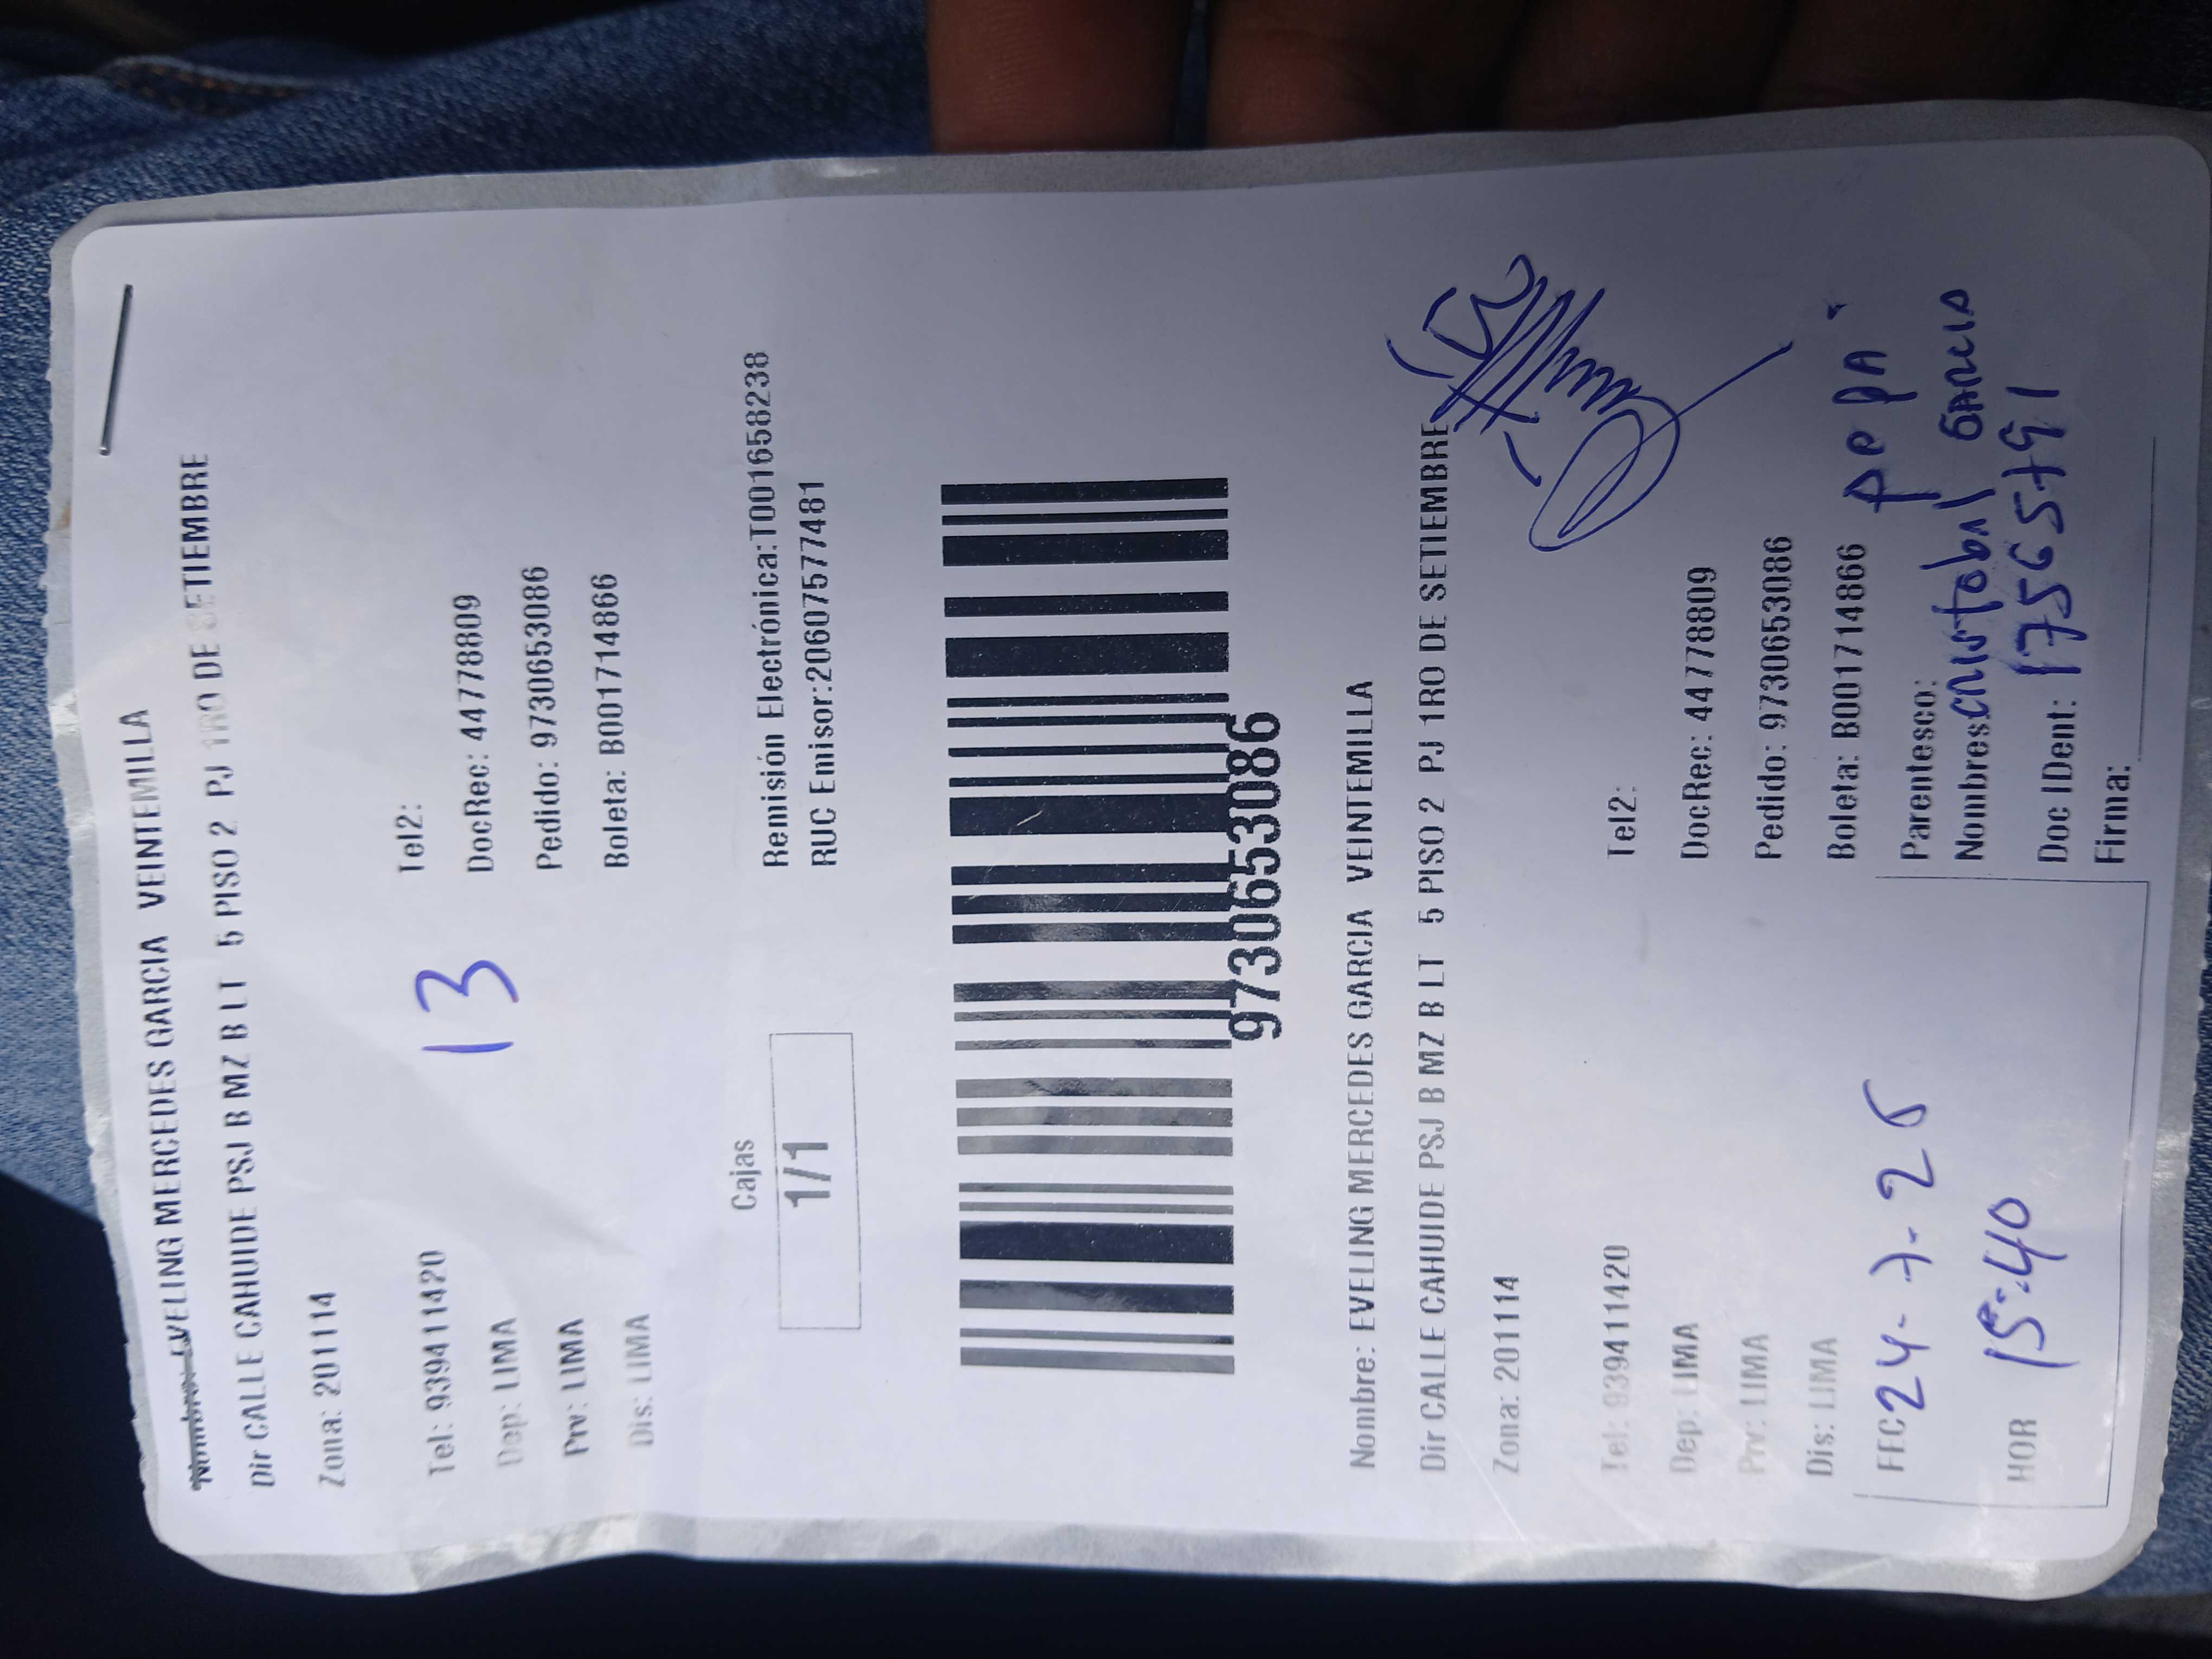 Nombre: EVELING MERCEDES GARCIA VEINTEMILLA
Dir CALLE CAHUIDE PSJ B MZ B LT 5 PISO 2 PJ 1RO DE SETIEMBRE
Zona: 201114
Tel: 939411420 Tel2:
13
Dep: LIMA DocRec: 44778809
Prv: LIMA Pedido: 9730653086
Dis: LIMA Boleta: B001714866
Cajas
1/1
Remisión Electrónica:T001658238
RUC Emisor:20607577481
9730653086
Nombre: EVELING MERCEDES GARCIA VEINTEMILLA
Dir CALLE CAHUIDE PSJ B MZ B LT 5 PISO 2 PJ 1RO DE SETIEMBRE
Zona: 201114
Tel: 939411420 Tel2:
Dep: LIMA DocRec: 44778809
Prv: LIMA Pedido: 9730653086
Dis: LIMA Boleta: B001714866
FEC 24-7-26
HOR 15:40
Parentesco: PAPA
Nombres: Cristobal GARCIA
Doc IDent: 17565791
Firma: